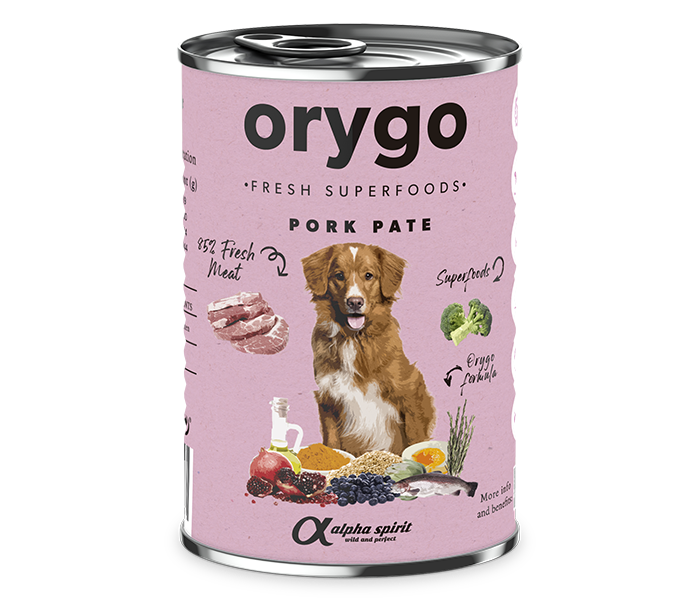 orygo
•FRESH SUPERFOODS•
PORK PATE
85% Fresh
Meat
Superfoods
Orygo
formula
(g)
More info
and benefits
alpha spirit
wild and perfect